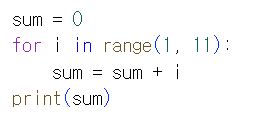 sum = 0
for i in range(1, 11):
    sum = sum + i
print(sum)